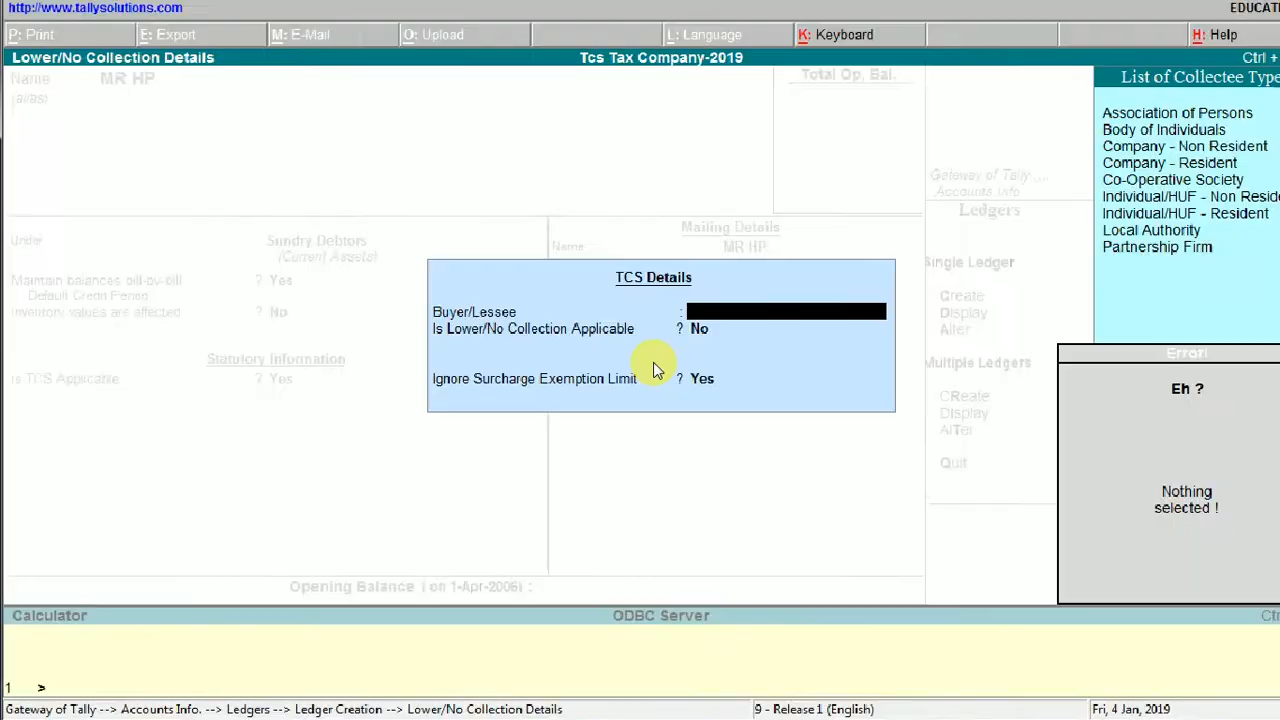 http://www.tallysolutions.com
EDUCATI
P: Print
E: Export
M: E-Mail
O: Upload
L: Language
K: Keyboard
H: Help
Lower/No Collection Details
Tcs Tax Company-2019
Ctrl +
Name MR HP
(alias)
Total Op. Bal.
List of Collectee Type
Association of Persons
Body of Individuals
Company - Non Resident
Company - Resident
Co-Operative Society
Individual/HUF - Non Reside
Individual/HUF - Resident
Local Authority
Partnership Firm
Gateway of Tally ....
Accounts Info.
Ledgers
Single Ledger
Create
Display
Alter
Multiple Ledgers
CReate
Display
AlTer
Quit
Under
Sundry Debtors
(Current Assets)
Maintain balances bill-by-bill ? Yes
Default Credit Period
Inventory values are affected ? No
Statutory Information
Is TCS Applicable ? Yes
Mailing Details
Name: MR HP
TCS Details
Buyer/Lessee :
Is Lower/No Collection Applicable ? No
Ignore Surcharge Exemption Limit ? Yes
Error!
Eh ?
Nothing
selected !
Opening Balance ( on 1-Apr-2006) :
Calculator
ODBC Server
Ctr
1 >
Gateway of Tally --> Accounts Info. --> Ledgers --> Ledger Creation --> Lower/No Collection Details
9 - Release 1 (English)
Fri, 4 Jan, 2019